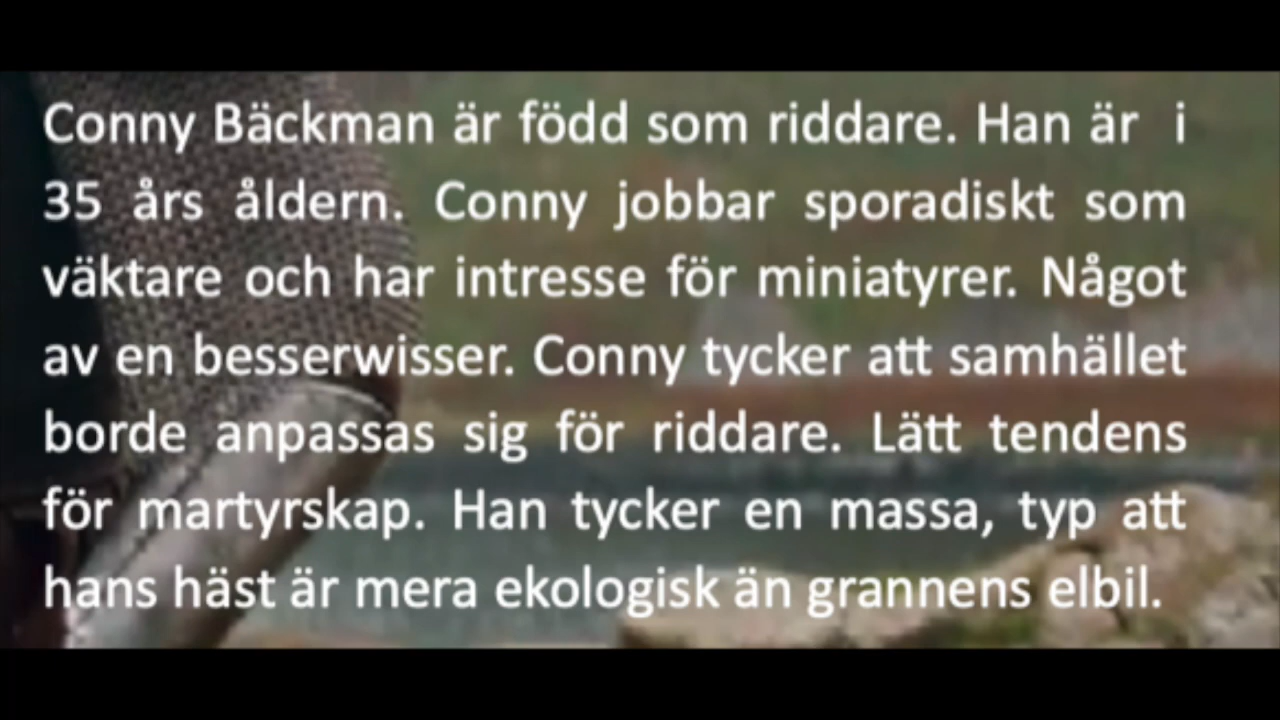 Conny Bäckman är född som riddare. Han är i
35 års åldern. Conny jobbar sporadiskt som
väktare och har intresse för miniatyrer. Något
av en besserwisser. Conny tycker att samhället
borde anpassas sig för riddare. Lätt tendens
för martyrskap. Han tycker en massa, typ att
hans häst är mera ekologisk än grannens elbil.